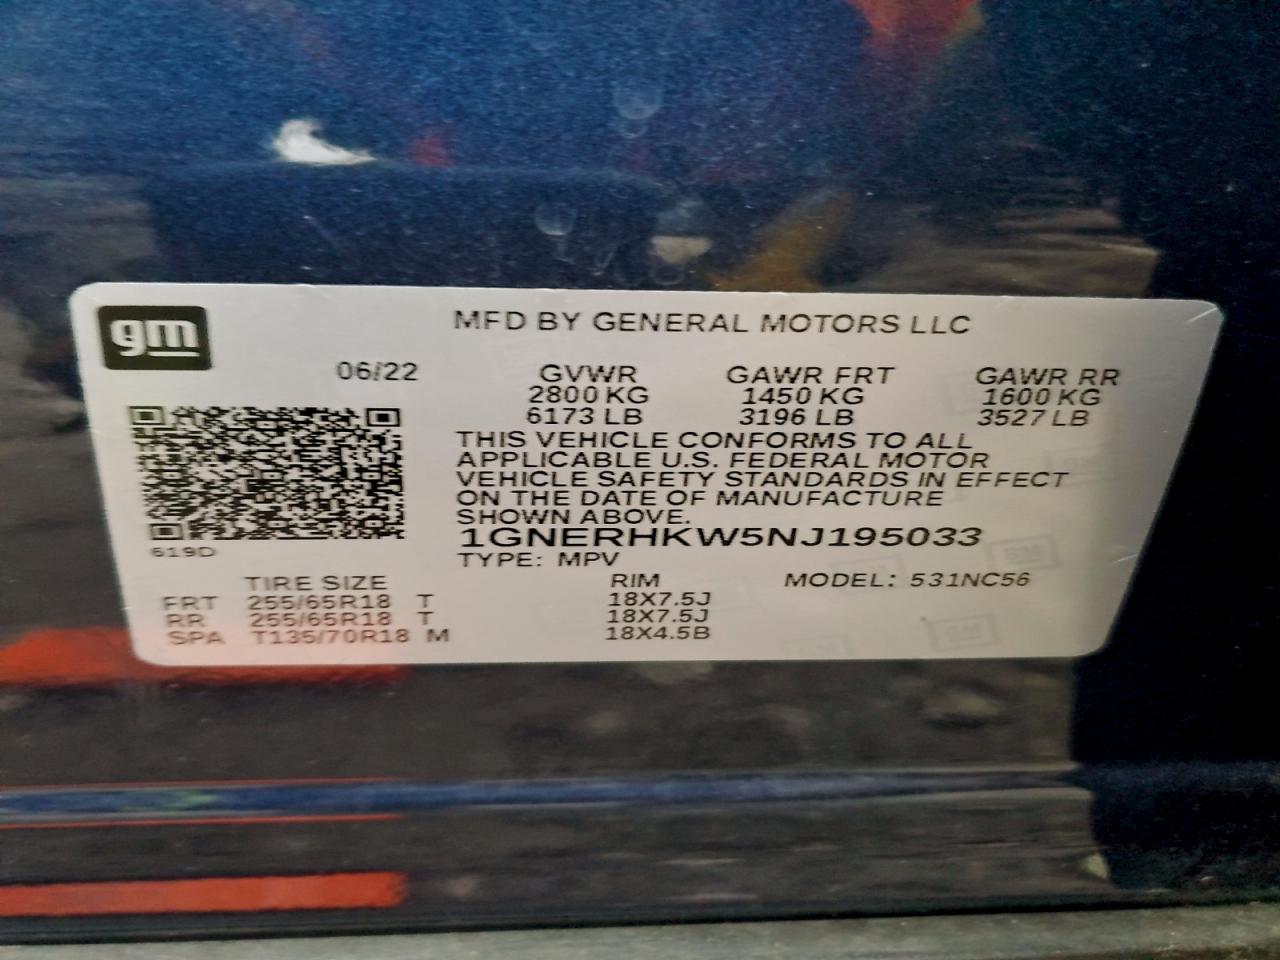 gm
MFD BY GENERAL MOTORS LLC
06/22 GVWR GAWR FRT GAWR RR
2800 KG 1450 KG 1600 KG
6173 LB 3196 LB 3527 LB
THIS VEHICLE CONFORMS TO ALL
APPLICABLE U.S. FEDERAL MOTOR
VEHICLE SAFETY STANDARDS IN EFFECT
ON THE DATE OF MANUFACTURE
SHOWN ABOVE.
619D
1GNERHKW5NJ195033
TYPE: MPV
TIRE SIZE RIM MODEL: 531NC56
FRT 255/65R18 T 18X7.5J
RR 255/65R18 T 18X7.5J
SPA T135/70R18 M 18X4.5B